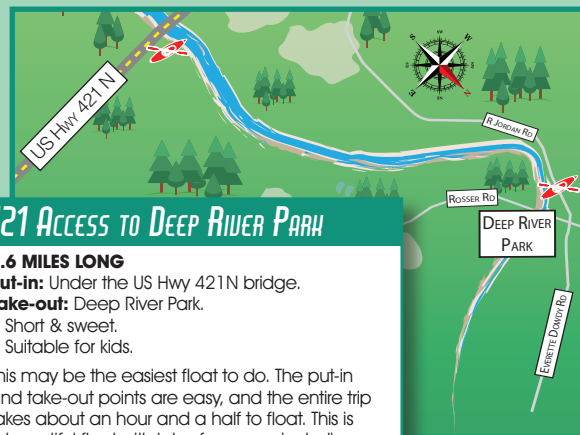 US Hwy 421 N
S
W
E
N
R Jordan Rd
Rosser Rd
Deep River
Park
Everette Dowdy Rd
21 Access to Deep River Park
.6 MILES LONG
ut-in: Under the US Hwy 421N bridge.
ake-out: Deep River Park.
Short & sweet.
Suitable for kids.
his may be the easiest float to do. The put-in
nd take-out points are easy, and the entire trip
akes about an hour and a half to float. This is